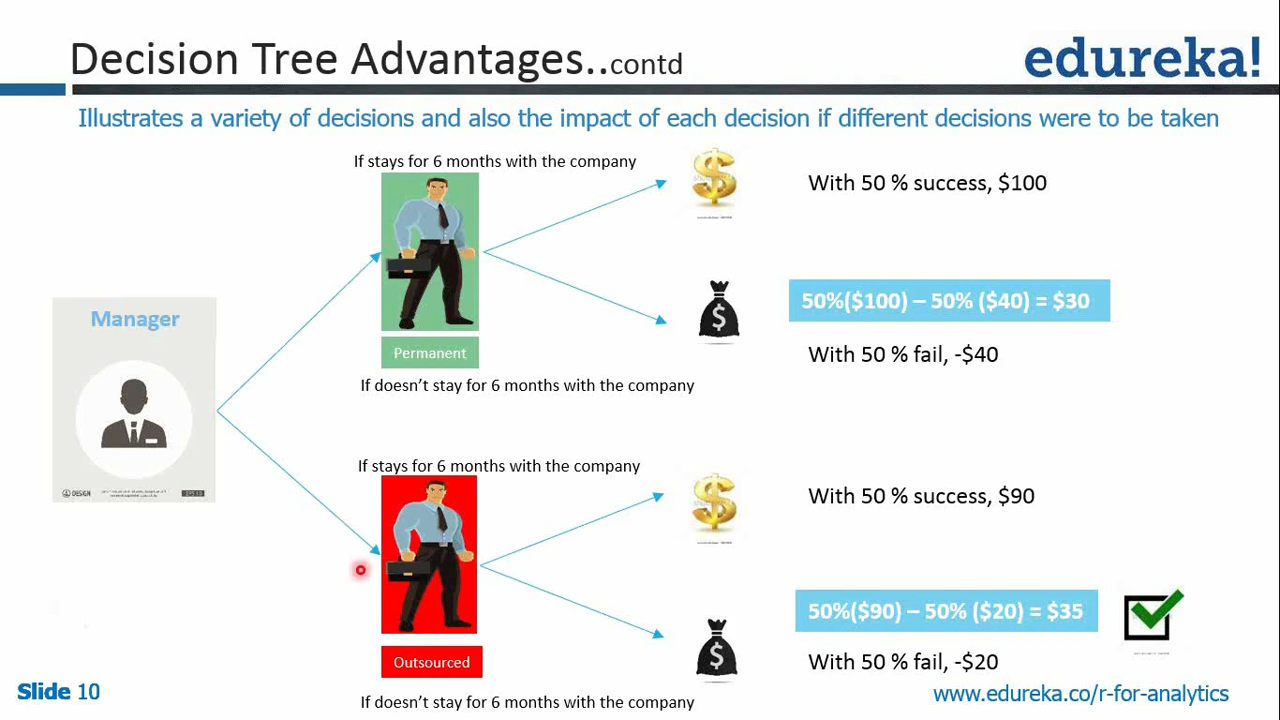 Decision Tree Advantages..contd
edureka!
Illustrates a variety of decisions and also the impact of each decision if different decisions were to be taken
If stays for 6 months with the company
With 50 % success, $100
50%($100) – 50% ($40) = $30
Manager
Permanent
With 50 % fail, -$40
If doesn't stay for 6 months with the company
If stays for 6 months with the company
DESIGN
With 50 % success, $90
50%($90) – 50% ($20) = $35
Outsourced
With 50 % fail, -$20
Slide 10
If doesn't stay for 6 months with the company
www.edureka.co/r-for-analytics